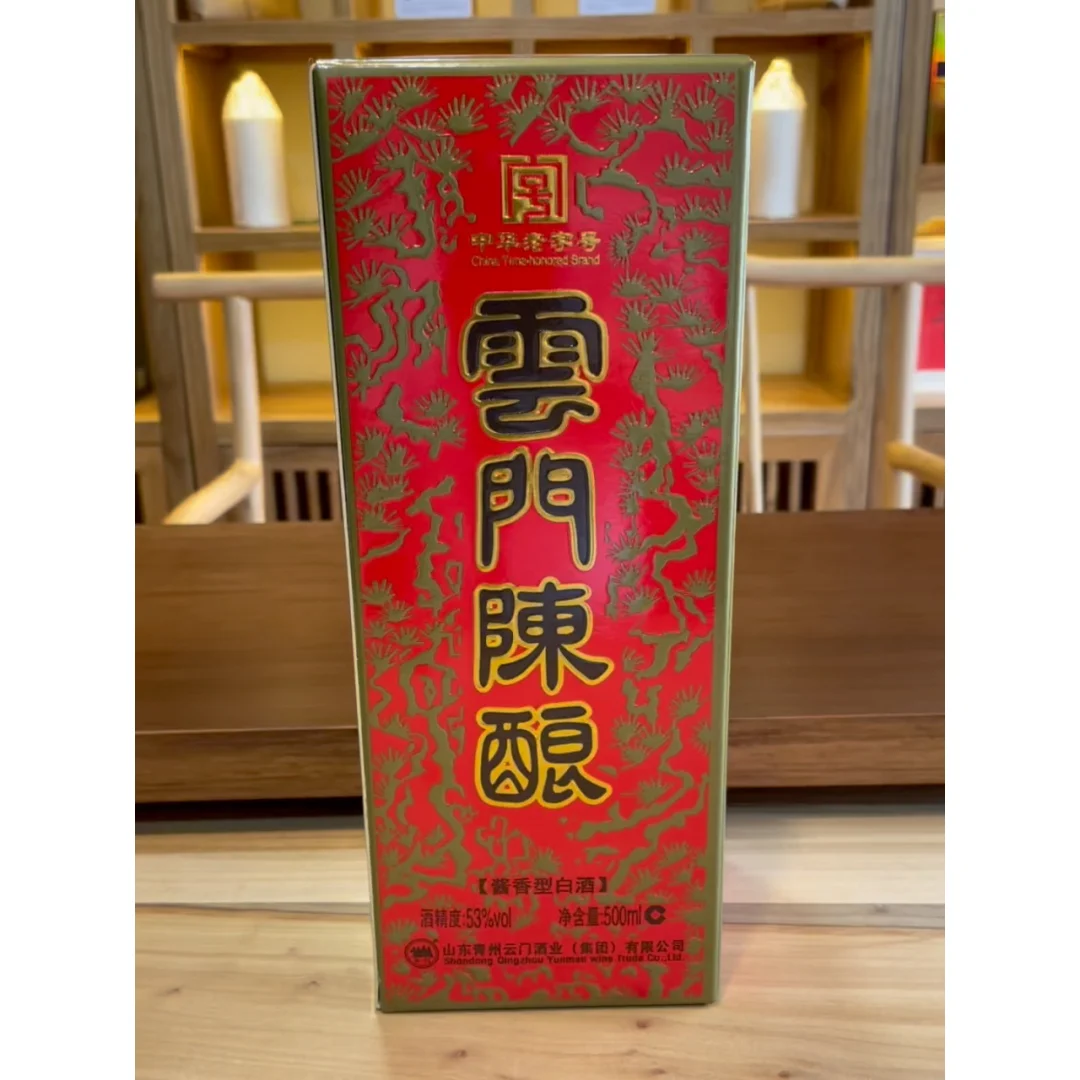 中华老字号
China Time-honored Brand
雲門陳釀
【酱香型白酒】
酒精度:53%vol 净含量:500ml
山东青州云门酒业（集团）有限公司
Shandong Qingzhou Yunmen wine Trade Co.,Ltd.